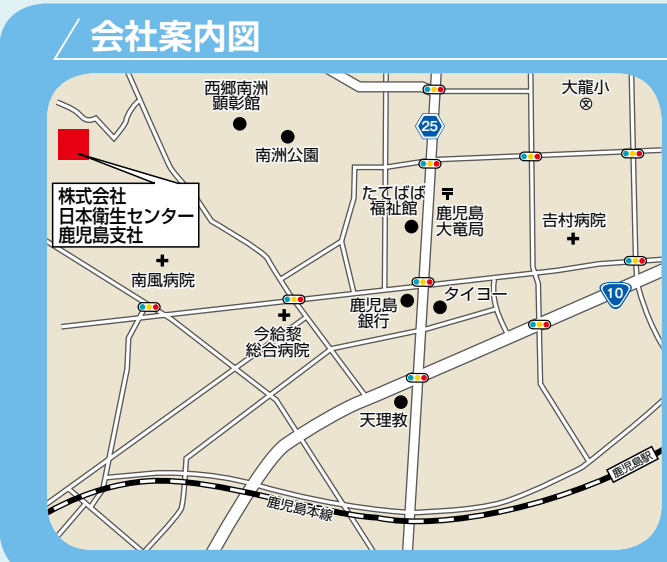 会社案内図
西郷南洲
顕彰館
南洲公園
大龍小
文
25
株式会社
日本衛生センター
鹿児島支社
たてばば
福祉館
鹿児島
大竜局
吉村病院
南風病院
鹿児島
銀行
タイヨー
10
今給黎
総合病院
天理教
鹿児島駅
鹿児島本線